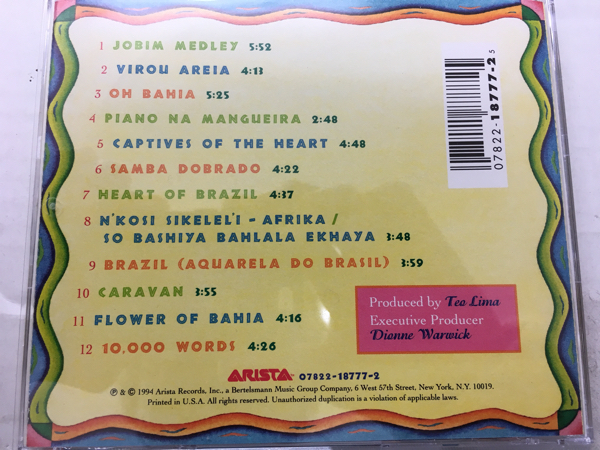 1 JOBIM MEDLEY 5:52
2 VIROU AREIA 4:13
3 OH BAHIA 5:25
4 PIANO NA MANGUEIRA 2:48
5 CAPTIVES OF THE HEART 4:48
6 SAMBA DOBRADO 4:22
7 HEART OF BRAZIL 4:37
8 N'KOSI SIKELEL'I - AFRIKA /
SO BASHIYA BAHLALA EKHAYA 3:48
9 BRAZIL (AQUARELA DO BRASIL) 3:59
10 CARAVAN 3:55
11 FLOWER OF BAHIA 4:16
12 10,000 WORDS 4:26
07822-18777-2 5
Produced by Teo Lima
Executive Producer
Dionne Warwick
ARISTA 07822-18777-2
℗ & © 1994 Arista Records, Inc., a Bertelsmann Music Group Company, 6 West 57th Street, New York, N.Y. 10019.
Printed in U.S.A. All rights reserved. Unauthorized duplication is a violation of applicable laws.